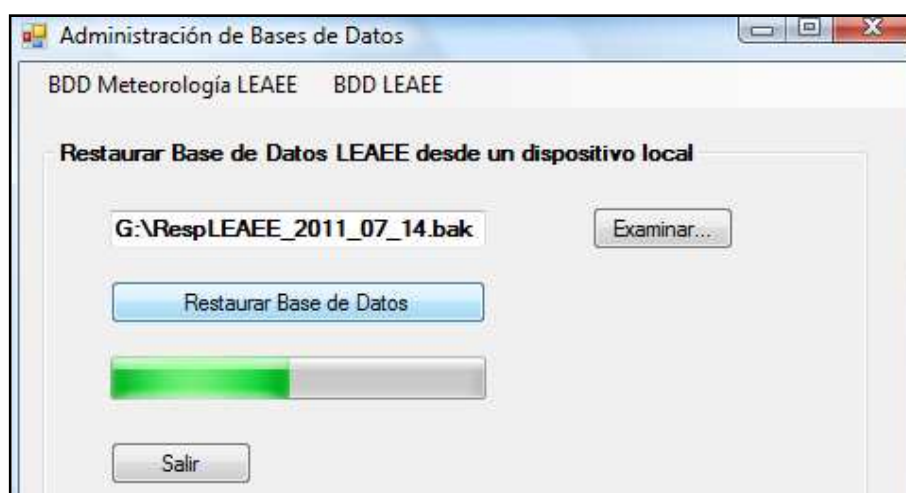 Administración de Bases de Datos
BDD Meteorología LEAEE BDD LEAEE
Restaurar Base de Datos LEAEE desde un dispositivo local
G:\RespLEAEE_2011_07_14.bak Examinar...
Restaurar Base de Datos
Salir